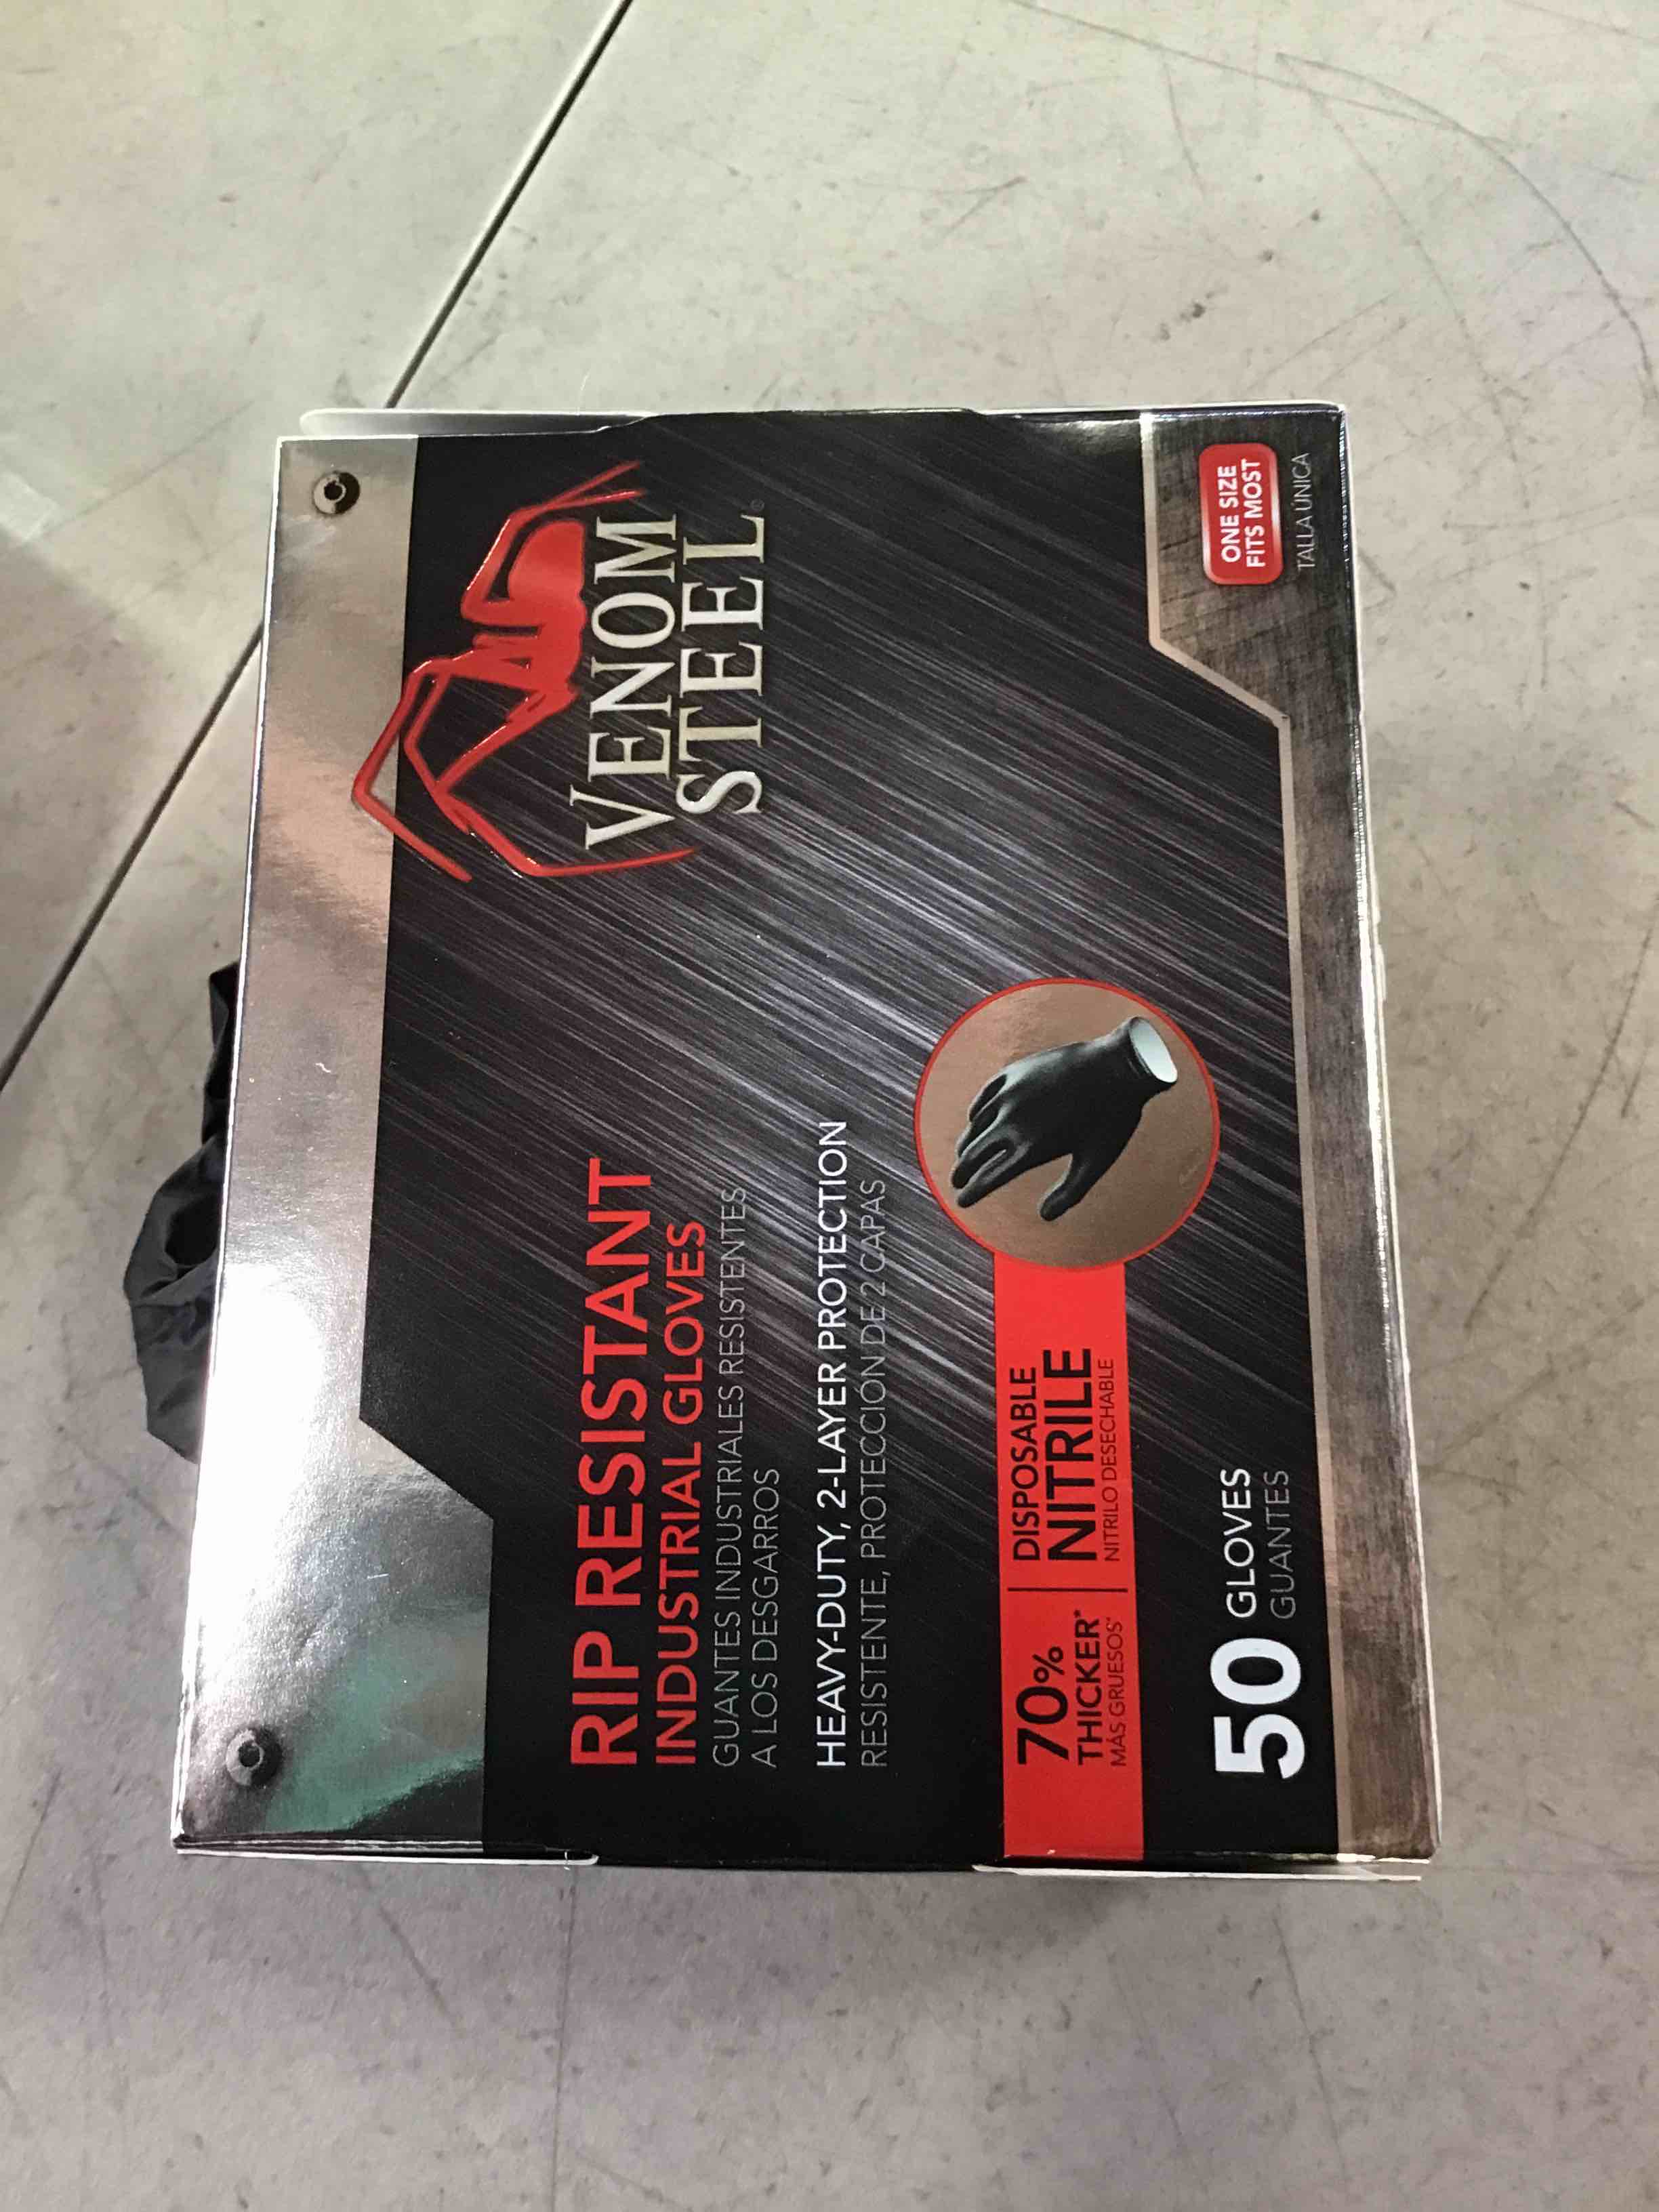 VENOM
STEEL®
RIP RESISTANT
INDUSTRIAL GLOVES
GUANTES INDUSTRIALES RESISTENTES
A LOS DESGARROS
HEAVY-DUTY, 2-LAYER PROTECTION
RESISTENTE, PROTECCIÓN DE 2 CAPAS
70%
THICKER*
MÁS GRUESOS*
DISPOSABLE
NITRILE
NITRILO DESECHABLE
50 GLOVES
GUANTES
ONE SIZE
FITS MOST
TALLA ÚNICA